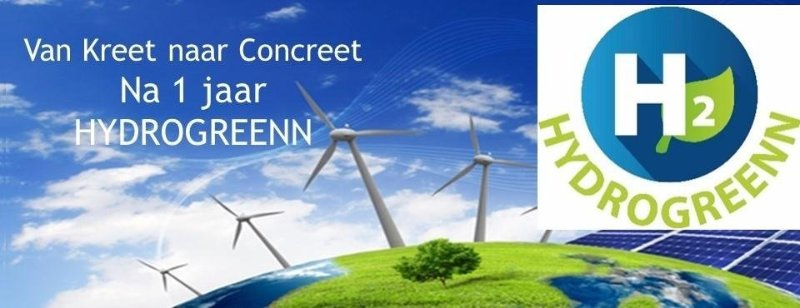 Van Kreet naar Concreet
Na 1 jaar
HYDROGREENN
H2
HYDROGREENN